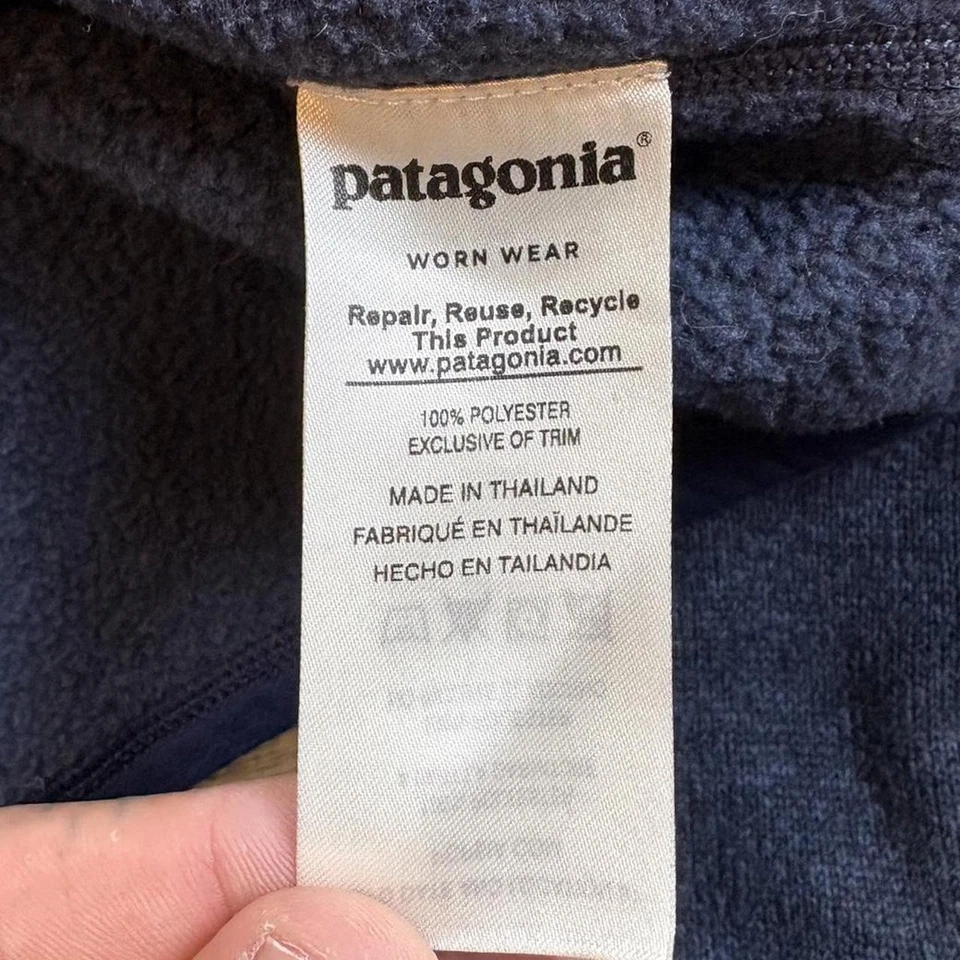 patagonia®
WORN WEAR
Repair, Reuse, Recycle
This Product
www.patagonia.com
100% POLYESTER
EXCLUSIVE OF TRIM
MADE IN THAILAND
FABRIQUÉ EN THAÏLANDE
HECHO EN TAILANDIA